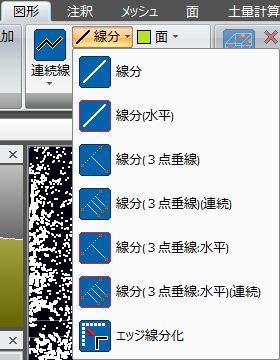 図形 注釈 メッシュ 面 土量計算
加 連続線 線分 面
線分
線分(水平)
線分(３点垂線)
線分(３点垂線)(連続)
線分(３点垂線:水平)
線分(３点垂線:水平)(連続)
エッジ線分化